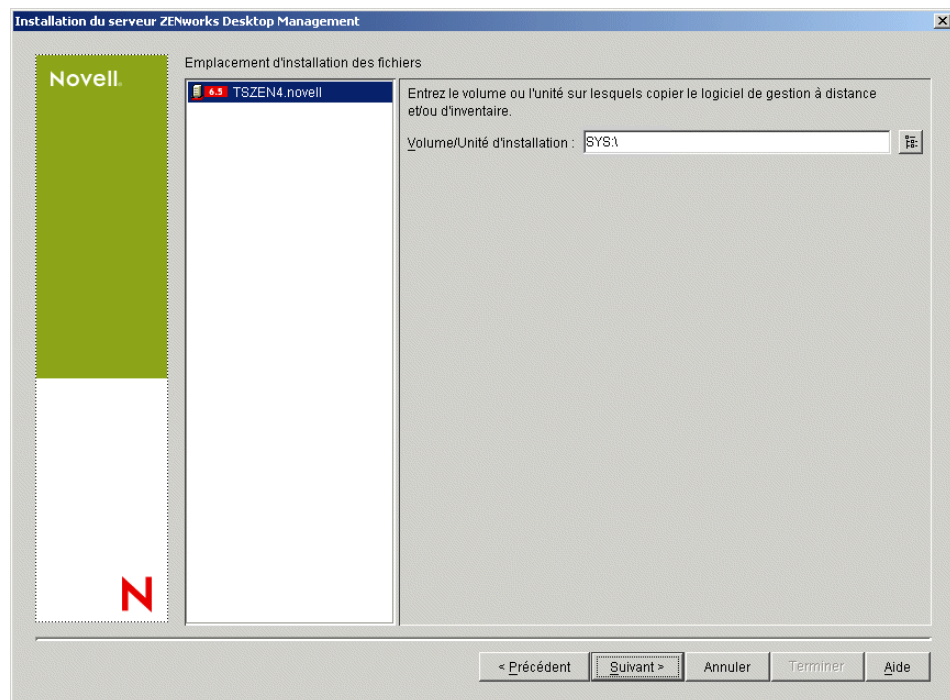 Installation du serveur ZENworks Desktop Management
Novell.
Emplacement d'installation des fichiers
6.5 TSZEN4.novell
Entrez le volume ou l'unité sur lesquels copier le logiciel de gestion à distance
et/ou d'inventaire.
Volume/Unité d'installation : SYS:\
N
< Précédent
Suivant >
Annuler
Terminer
Aide